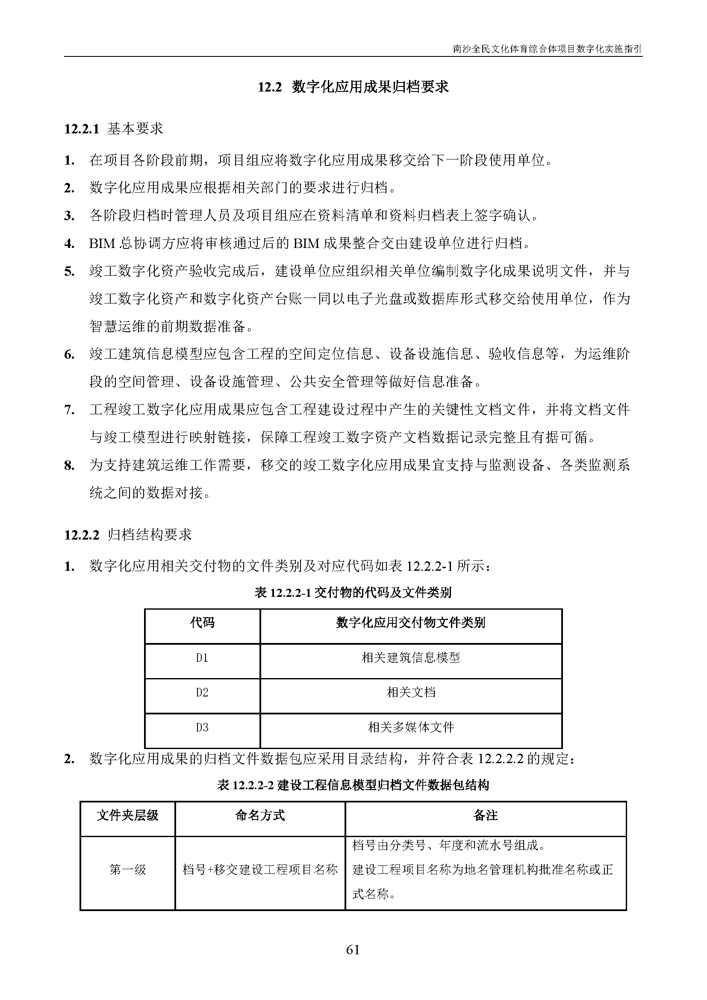 南沙全民文化体育综合体项目数字化实施指引
12.2 数字化应用成果归档要求
12.2.1 基本要求
1. 在项目各阶段前期，项目组应将数字化应用成果移交给下一阶段使用单位。
2. 数字化应用成果应根据相关部门的要求进行归档。
3. 各阶段归档时管理人员及项目组应在资料清单和资料归档表上签字确认。
4. BIM 总协调方应将审核通过后的 BIM 成果整合交由建设单位进行归档。
5. 竣工数字化资产验收完成后，建设单位应组织相关单位编制数字化成果说明文件，并与
竣工数字化资产和数字化资产台账一同以电子光盘或数据库形式移交给使用单位，作为
智慧运维的前期数据准备。
6. 竣工建筑信息模型应包含工程的空间定位信息、设备设施信息、验收信息等，为运维阶
段的空间管理、设备设施管理、公共安全管理等做好信息准备。
7. 工程竣工数字化应用成果应包含工程建设过程中产生的关键性文档文件，并将文档文件
与竣工模型进行映射链接，保障工程竣工数字资产文档数据记录完整且有据可循。
8. 为支持建筑运维工作需要，移交的竣工数字化应用成果宜支持与监测设备、各类监测系
统之间的数据对接。
12.2.2 归档结构要求
1. 数字化应用相关交付物的文件类别及对应代码如表 12.2.2-1 所示：
表 12.2.2-1 交付物的代码及文件类别
代码 数字化应用交付物文件类别
D1 相关建筑信息模型
D2 相关文档
D3 相关多媒体文件
2. 数字化应用成果的归档文件数据包应采用目录结构，并符合表 12.2.2.2 的规定：
表 12.2.2-2 建设工程信息模型归档文件数据包结构
文件夹层级 命名方式 备注
档号由分类号、年度和流水号组成。
第一级 档号+移交建设工程项目名称 建设工程项目名称为地名管理机构批准名称或正
式名称。
61